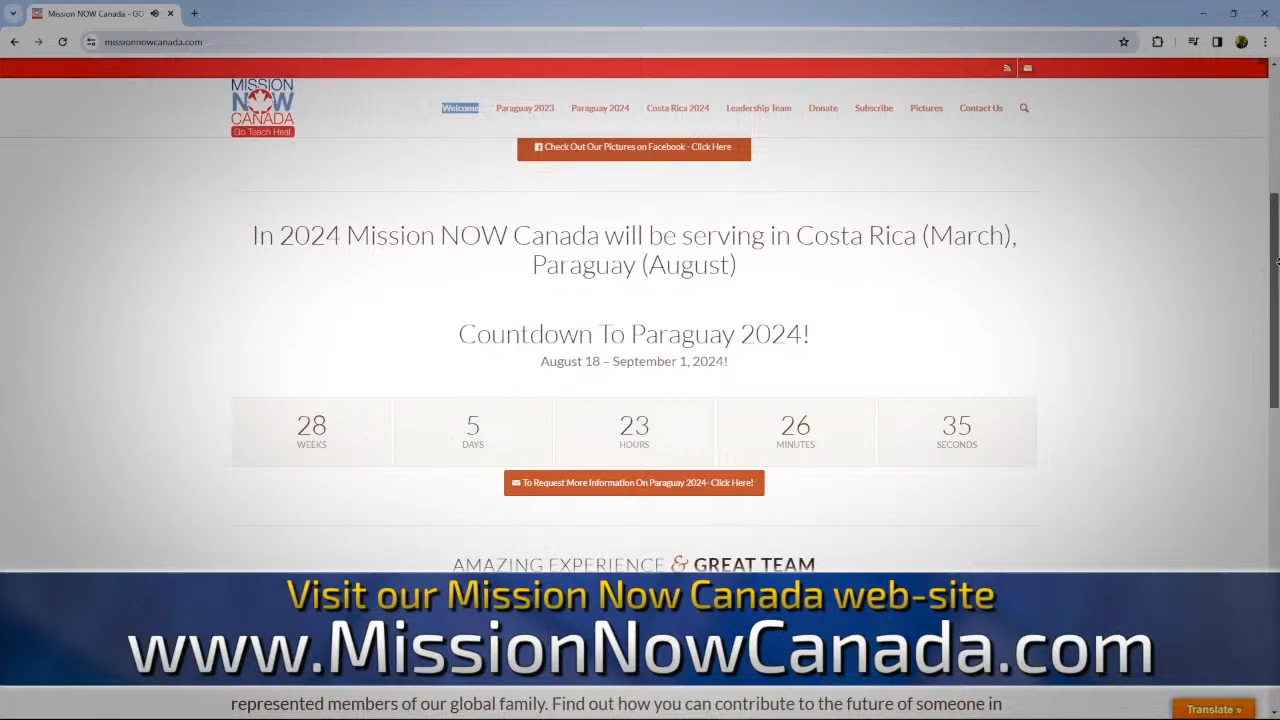 Mission NOW Canada - GO
missionnowcanada.com
MISSION
NOW
CANADA
Go Teach Heal
Welcome Paraguay 2023 Paraguay 2024 Costa Rica 2024 Leadership Team Donate Subscribe Pictures Contact Us
Check Out Our Pictures on Facebook - Click Here
In 2024 Mission NOW Canada will be serving in Costa Rica (March),
Paraguay (August)
Countdown To Paraguay 2024!
August 18 – September 1, 2024!
28 5 23 26 35
WEEKS DAYS HOURS MINUTES SECONDS
To Request More Information On Paraguay 2024- Click Here!
AMAZING EXPERIENCE & GREAT TEAM
Visit our Mission Now Canada web-site
www.MissionNowCanada.com
represented members of our global family. Find out how you can contribute to the future of someone in
Translate »